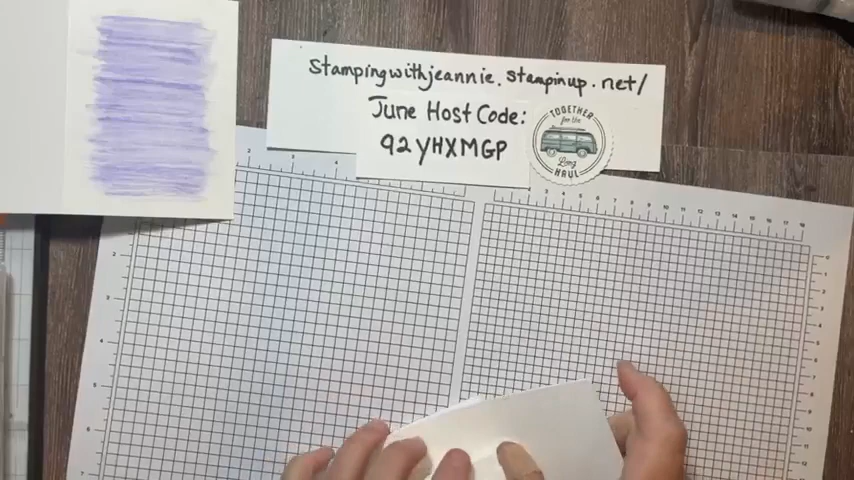 Stampingwithjeannie.stampinup.net/
June Host Code:
92YHXMGP
TOGETHER
for the
Long
HAUL